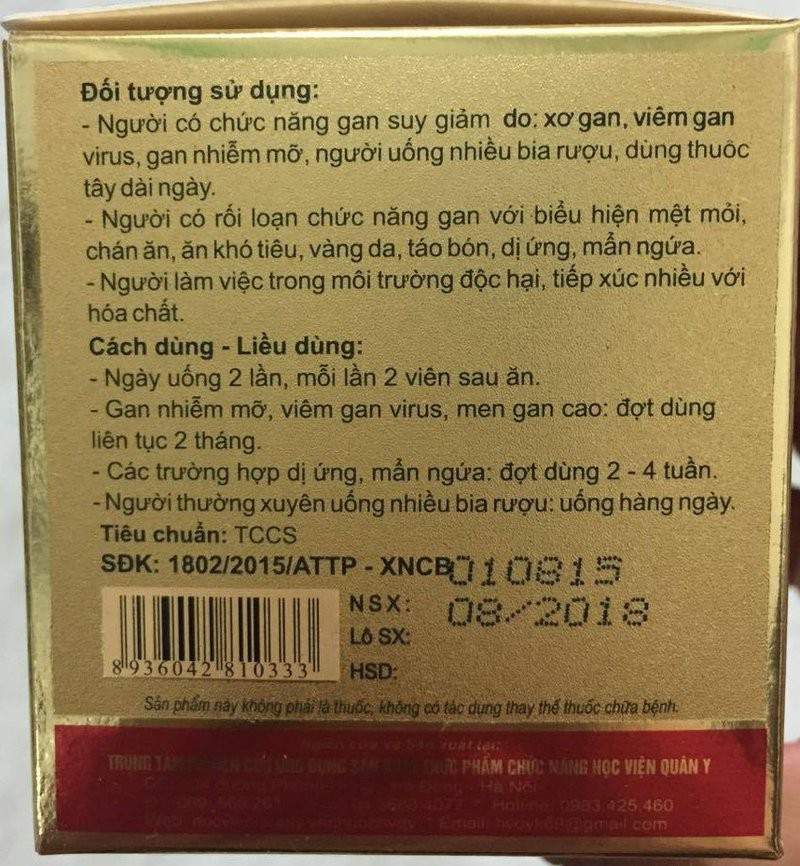 Đối tượng sử dụng:
- Người có chức năng gan suy giảm do: xơ gan, viêm gan
virus, gan nhiễm mỡ, người uống nhiều bia rượu, dùng thuôc
tây dài ngày.
- Người có rối loạn chức năng gan với biểu hiện mệt mỏi,
chán ăn, ăn khó tiêu, vàng da, táo bón, dị ứng, mẩn ngứa.
- Người làm việc trong môi trường độc hại, tiếp xúc nhiều với
hóa chất.
Cách dùng - Liều dùng:
- Ngày uống 2 lần, mỗi lần 2 viên sau ăn.
- Gan nhiễm mỡ, viêm gan virus, men gan cao: đợt dùng
liên tục 2 tháng.
- Các trường hợp dị ứng, mẩn ngứa: đợt dùng 2 - 4 tuần.
- Người thường xuyên uống nhiều bia rượu: uống hàng ngày.
Tiêu chuẩn: TCCS
SĐK: 1802/2015/ATTP - XNCB
010815
NSX: 08/2018
Lô SX:
HSD:
8 936042 810333
Sản phẩm này không phải là thuốc, không có tác dụng thay thế thuốc chữa bệnh.
TRUNG TÂM NGHIÊN CỨU ỨNG DỤNG SẢN XUẤT THỰC PHẨM CHỨC NĂNG HỌC VIỆN QUÂN Y
Hà Nội
Hotline: 0983.425.460
Email: